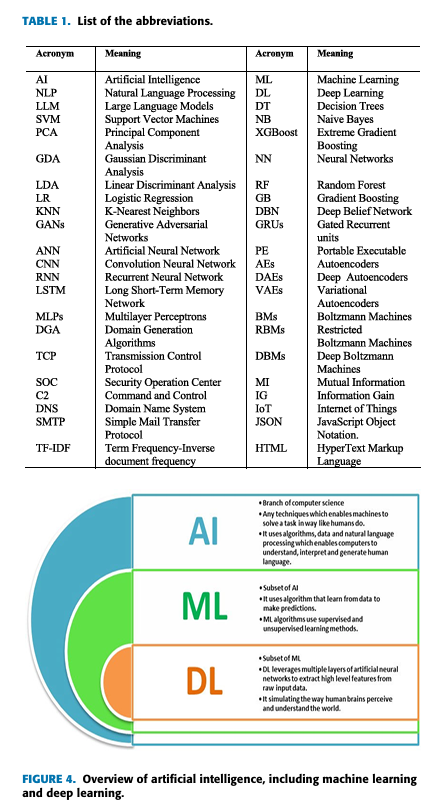 TABLE 1. List of the abbreviations.
Acronym Meaning Acronym Meaning
AI Artificial Intelligence ML Machine Learning
NLP Natural Language Processing DL Deep Learning
LLM Large Language Models DT Decision Trees
SVM Support Vector Machines NB Naive Bayes
PCA Principal Component XGBoost Extreme Gradient
Analysis Boosting
GDA Gaussian Discriminant NN Neural Networks
Analysis
LDA Linear Discriminant Analysis RF Random Forest
LR Logistic Regression GB Gradient Boosting
KNN K-Nearest Neighbors DBN Deep Belief Network
GANs Generative Adversarial GRUs Gated Recurrent
Networks units
ANN Artificial Neural Network PE Portable Executable
CNN Convolution Neural Network AEs Autoencoders
RNN Recurrent Neural Network DAEs Deep Autoencoders
LSTM Long Short-Term Memory VAEs Variational
Network Autoencoders
MLPs Multilayer Perceptrons BMs Boltzmann Machines
DGA Domain Generation RBMs Restricted
Algorithms Boltzmann Machines
TCP Transmission Control DBMs Deep Boltzmann
Protocol Machines
SOC Security Operation Center MI Mutual Information
C2 Command and Control IG Information Gain
DNS Domain Name System IoT Internet of Things
SMTP Simple Mail Transfer JSON JavaScript Object
Protocol Notation.
TF-IDF Term Frequency-Inverse HTML HyperText Markup
document frequency Language
AI
•Branch of computer science
•Any techniques which enables machines to
solve a task in way like humans do.
•It uses algorithms, data and natural language
processing which enables computers to
understand, interpret and generate human
language.
ML
•Subset of AI
•It uses algorithm that learn from data to
make predictions.
•ML algorithms use supervised and
unsupervised learning methods.
DL
•Subset of ML
•DL leverages multiple layers of artificial neural
networks to extract high level features from
raw input data.
•It simulating the way human brains perceive
and understand the world.
FIGURE 4. Overview of artificial intelligence, including machine learning
and deep learning.